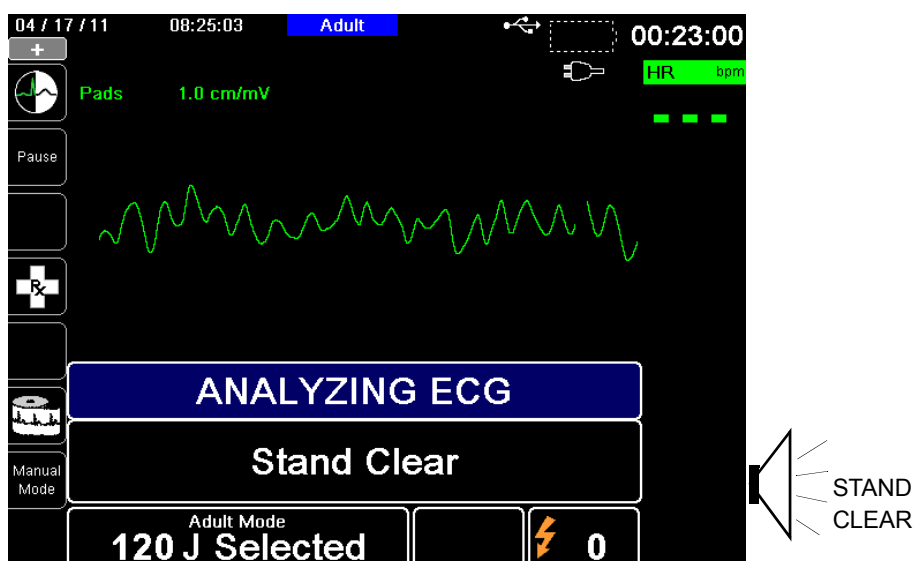 04 / 17 / 11 08:25:03 Adult 00:23:00
+
HR bpm
Pads 1.0 cm/mV
- - -
Pause
Rx
ANALYZING ECG
Stand Clear
Manual
Mode
STAND
CLEAR
Adult Mode
120 J Selected 0